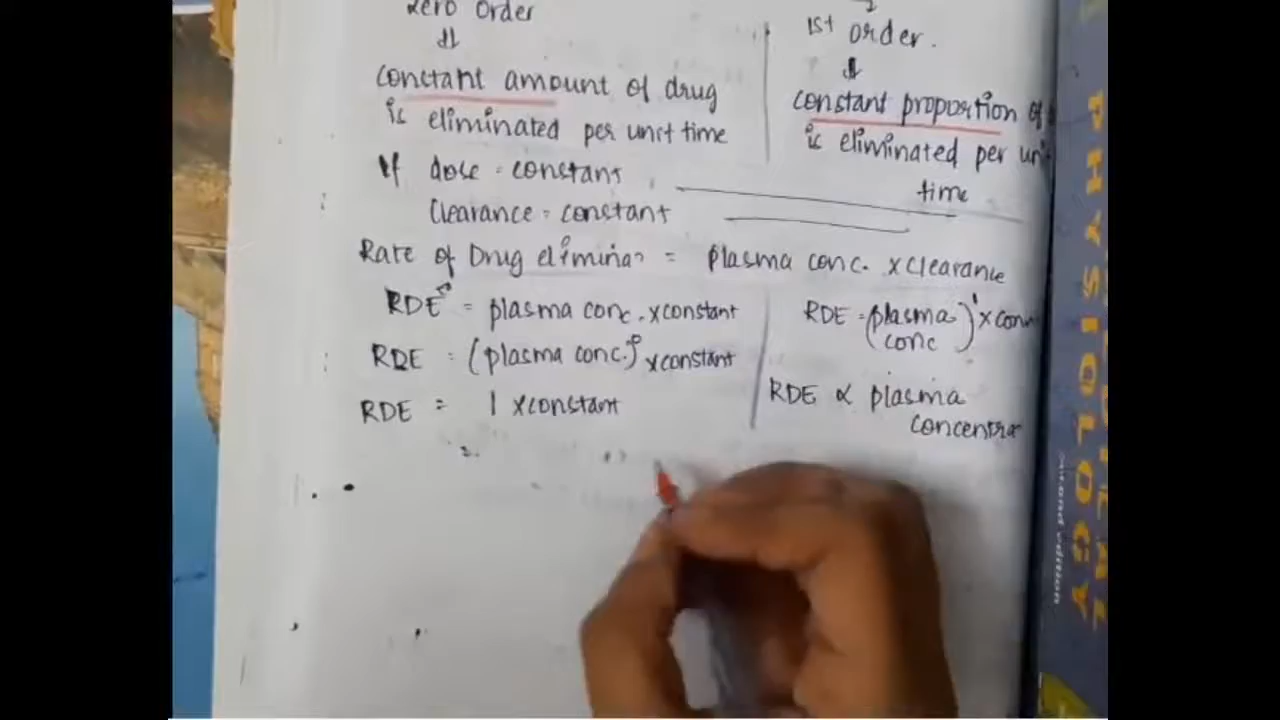 Zero Order
constant amount of drug
is eliminated per unit time
If dose = constant
Clearance = constant
1st order.
constant proportion of
is eliminated per
time
Rate of Drug elimina = plasma conc. x Clearance
RDE = plasma conc. x constant
RDE = (plasma conc.)⁰ x constant
RDE = 1 x constant
RDE = (plasma conc)¹ x
RDE ∝ plasma
concentra
PHYSIOLOGY